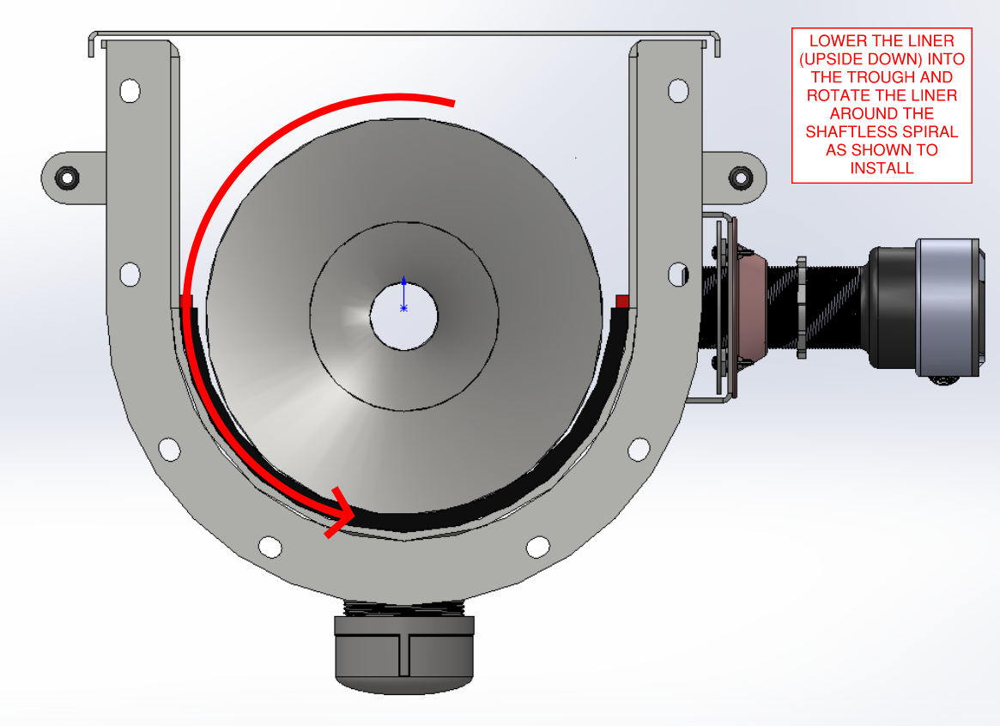 LOWER THE LINER
(UPSIDE DOWN) INTO
THE TROUGH AND
ROTATE THE LINER
AROUND THE
SHAFTLESS SPIRAL
AS SHOWN TO
INSTALL